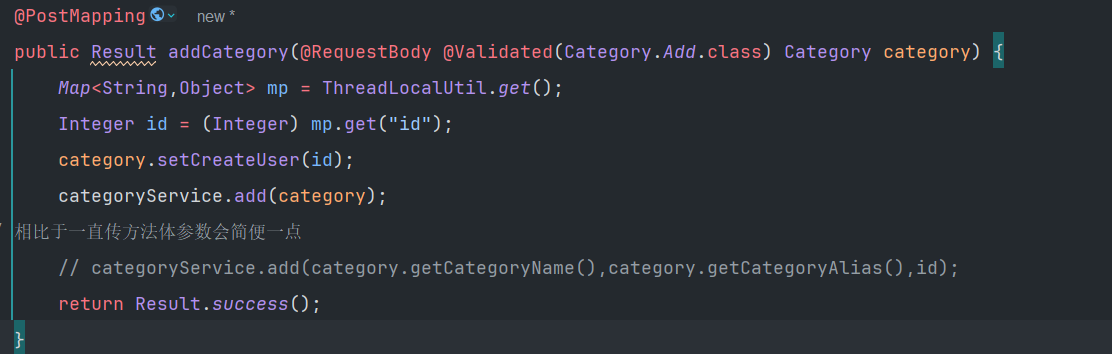 @PostMapping new *
public Result addCategory(@RequestBody @Validated(Category.Add.class) Category category) {
Map<String,Object> mp = ThreadLocalUtil.get();
Integer id = (Integer) mp.get("id");
category.setCreateUser(id);
categoryService.add(category);
相比于一直传方法体参数会简便一点
// categoryService.add(category.getCategoryName(),category.getCategoryAlias(),id);
return Result.success();
}